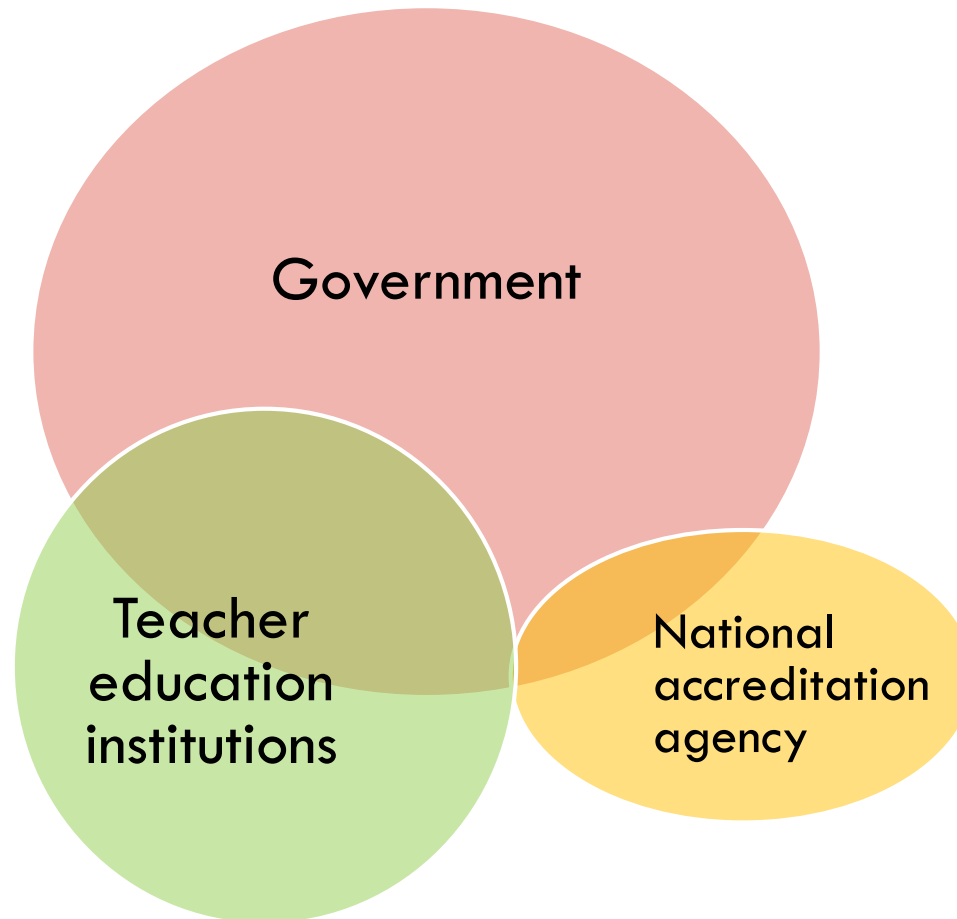 Government
Teacher
education
institutions
National
accreditation
agency